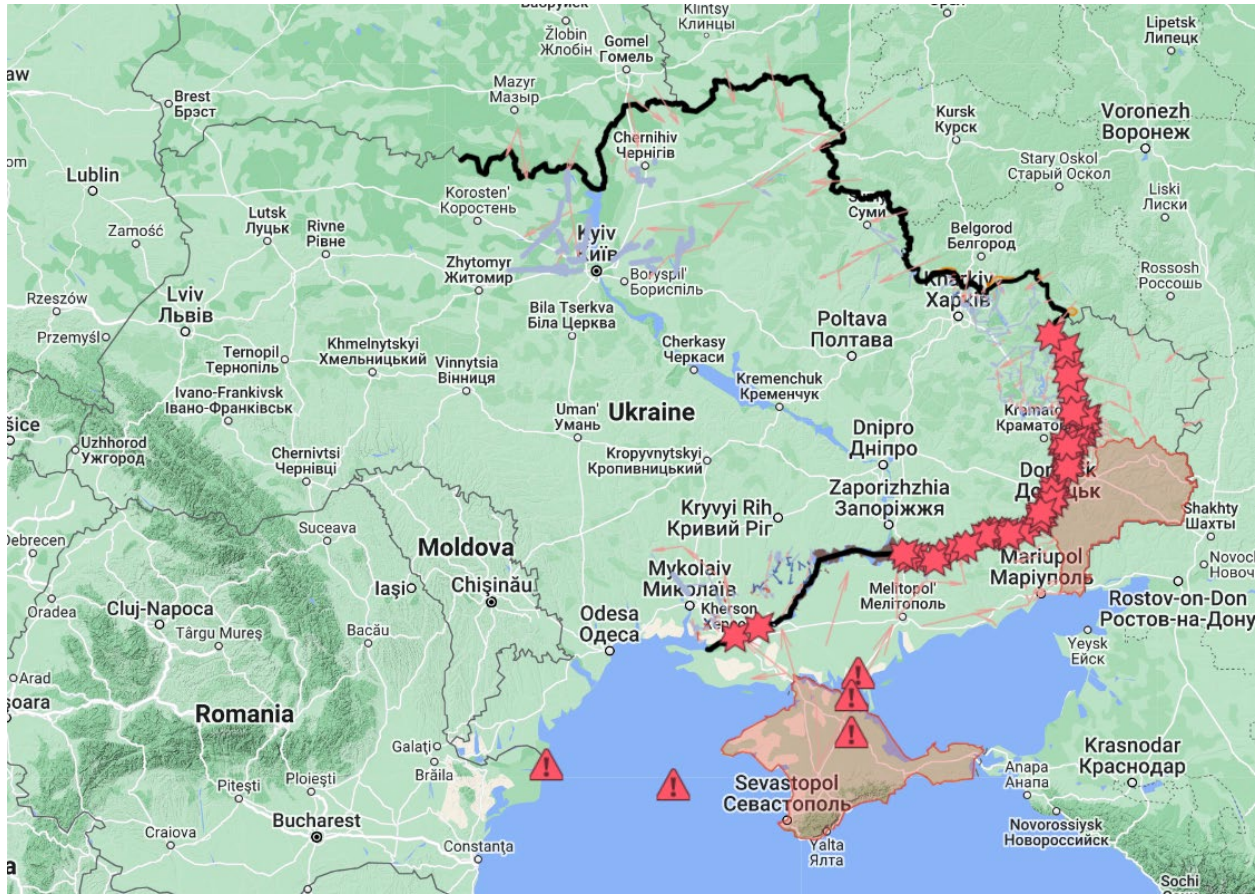 Klintsy
Клинцы
Žlobin
Жлобін
Gomel
Гомель
Lipetsk
Липецк
Mazyr
Мазыр
Brest
Брэст
Kursk
Курск
Voronezh
Воронеж
Chernihiv
Чернігів
Stary Oskol
Старый Оскол
Lublin
Korosten'
Коростень
Liski
Лиски
Zamość
Lutsk
Луцьк
Rivne
Рівне
Суми
Belgorod
Белгород
Kyiv
Zhytomyr
Житомир
Boryspil'
Бориспіль
Rossosh
Россошь
Rzeszów
Lviv
Львів
Kharkiv
Харків
Bila Tserkva
Біла Церква
Poltava
Полтава
Przemyśl
Ternopil
Тернопіль
Khmelnytskyi
Хмельницький
Cherkasy
Черкаси
Vinnytsia
Вінниця
Ivano-Frankivsk
Івано-Франківськ
Kremenchuk
Кременчук
Uman'
Умань
Ukraine
Uzhhorod
Ужгород
Chernivtsi
Чернівці
Dnipro
Дніпро
Kropyvnytskyi
Кропивницький
Zaporizhzhia
Запоріжжя
Kryvyi Rih
Кривий Ріг
Shakhty
Шахты
Suceava
Debrecen
Moldova
Mariupol
Маріуполь
Mykolaiv
Миколаїв
Iași
Chișinău
Melitopol'
Мелітополь
Oradea
Cluj-Napoca
Kherson
Rostov-on-Don
Ростов-на-Дону
Odesa
Одеса
Târgu Mureș
Bacău
Yeysk
Ейск
Arad
Romania
Galați
Brăila
Krasnodar
Краснодар
Ploiești
Pitești
Sevastopol
Севастополь
Anapa
Анапа
Bucharest
Novorossiysk
Новороссийск
Craiova
Constanța
Yalta
Ялта
Sochi